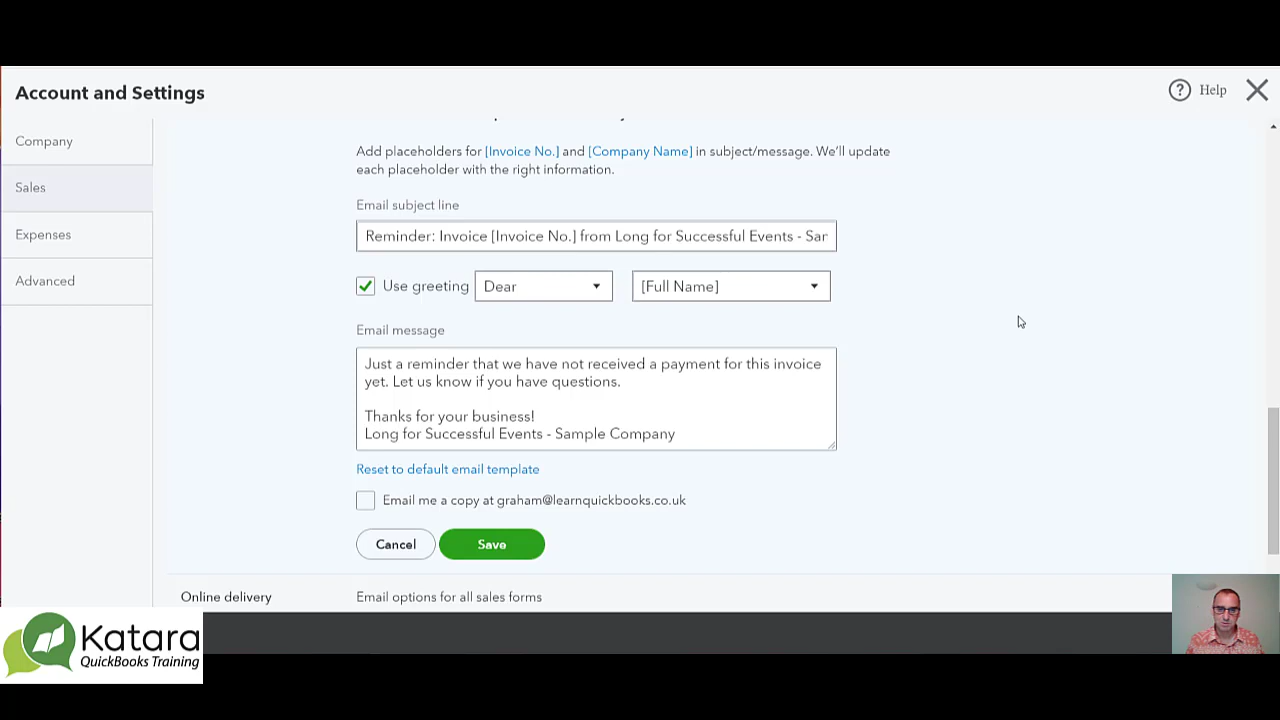 Account and Settings
? Help
Company
Sales
Expenses
Advanced
Add placeholders for [Invoice No.] and [Company Name] in subject/message. We'll update
each placeholder with the right information.
Email subject line
Reminder: Invoice [Invoice No.] from Long for Successful Events - Sar
Use greeting Dear [Full Name]
Email message
Just a reminder that we have not received a payment for this invoice
yet. Let us know if you have questions.
Thanks for your business!
Long for Successful Events - Sample Company
Reset to default email template
Email me a copy at graham@learnquickbooks.co.uk
Cancel Save
Online delivery Email options for all sales forms
Katara
QuickBooks Training